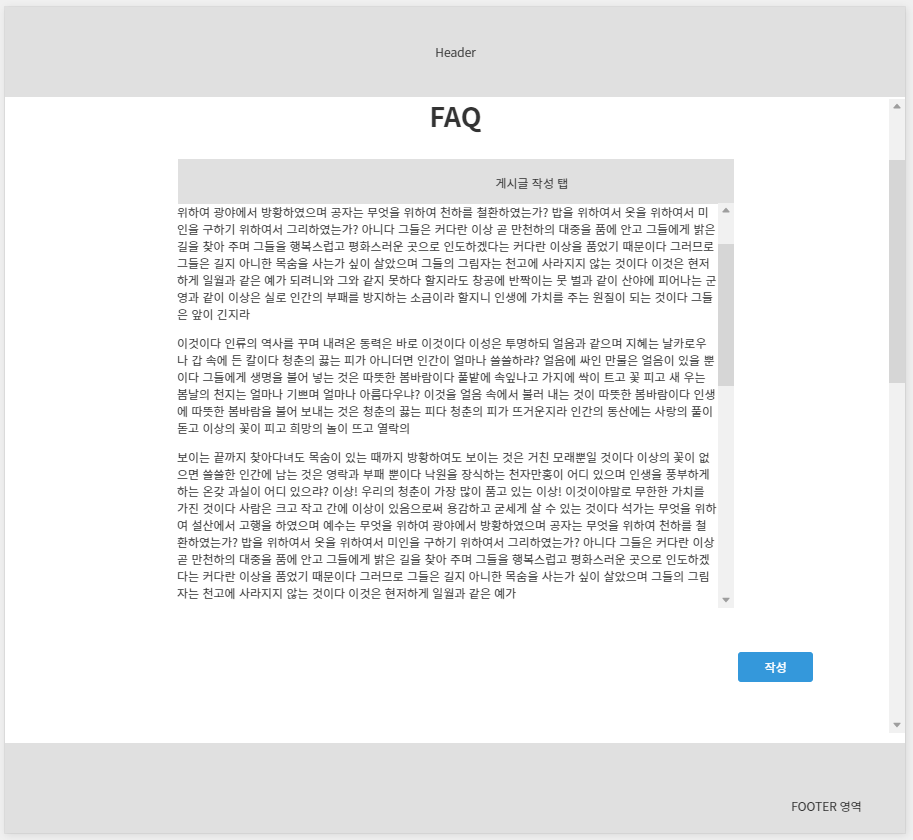 Header
FAQ
게시글 작성 탭
위하여 광야에서 방황하였으며 공자는 무엇을 위하여 천하를 철환하였는가? 밥을 위하여서 옷을 위하여서 미
인을 구하기 위하여서 그리하였는가? 아니다 그들은 커다란 이상 곧 만천하의 대중을 품에 안고 그들에게 밝은
길을 찾아 주며 그들을 행복스럽고 평화스러운 곳으로 인도하겠다는 커다란 이상을 품었기 때문이다 그러므로
그들은 길지 아니한 목숨을 사는가 싶이 살았으며 그들의 그림자는 천고에 사라지지 않는 것이다 이것은 현저
하게 일월과 같은 예가 되려니와 그와 같지 못하다 할지라도 창공에 반짝이는 뭇 벌과 같이 산야에 피어나는 군
영과 같이 이상은 실로 인간의 부패를 방지하는 소금이라 할지니 인생에 가치를 주는 원질이 되는 것이다 그들
은 앞이 긴지라
이것이다 인류의 역사를 꾸며 내려온 동력은 바로 이것이다 이성은 투명하되 얼음과 같으며 지혜는 날카로우
나 갑 속에 든 칼이다 청춘의 끓는 피가 아니더면 인간이 얼마나 쓸쓸하랴? 얼음에 싸인 만물은 얼음이 있을 뿐
이다 그들에게 생명을 불어 넣는 것은 따뜻한 봄바람이다 풀밭에 속잎나고 가지에 싹이 트고 꽃 피고 새 우는
봄날의 천지는 얼마나 기쁘며 얼마나 아름다우냐? 이것을 얼음 속에서 불러 내는 것이 따뜻한 봄바람이다 인생
에 따뜻한 봄바람을 불어 보내는 것은 청춘의 끓는 피다 청춘의 피가 뜨거운지라 인간의 동산에는 사랑의 풀이
돋고 이상의 꽃이 피고 희망의 놀이 뜨고 열락의
보이는 끝까지 찾아다녀도 목숨이 있는 때까지 방황하여도 보이는 것은 거친 모래뿐일 것이다 이상의 꽃이 없
으면 쓸쓸한 인간에 남는 것은 영락과 부패 뿐이다 낙원을 장식하는 천자만홍이 어디 있으며 인생을 풍부하게
하는 온갖 과실이 어디 있으랴? 이상! 우리의 청춘이 가장 많이 품고 있는 이상! 이것이야말로 무한한 가치를
가진 것이다 사람은 크고 작고 간에 이상이 있음으로써 용감하고 굳세게 살 수 있는 것이다 석가는 무엇을 위하
여 설산에서 고행을 하였으며 예수는 무엇을 위하여 광야에서 방황하였으며 공자는 무엇을 위하여 천하를 철
환하였는가? 밥을 위하여서 옷을 위하여서 미인을 구하기 위하여서 그리하였는가? 아니다 그들은 커다란 이상
곧 만천하의 대중을 품에 안고 그들에게 밝은 길을 찾아 주며 그들을 행복스럽고 평화스러운 곳으로 인도하겠
다는 커다란 이상을 품었기 때문이다 그러므로 그들은 길지 아니한 목숨을 사는가 싶이 살았으며 그들의 그림
자는 천고에 사라지지 않는 것이다 이것은 현저하게 일월과 같은 예가
작성
FOOTER 영역